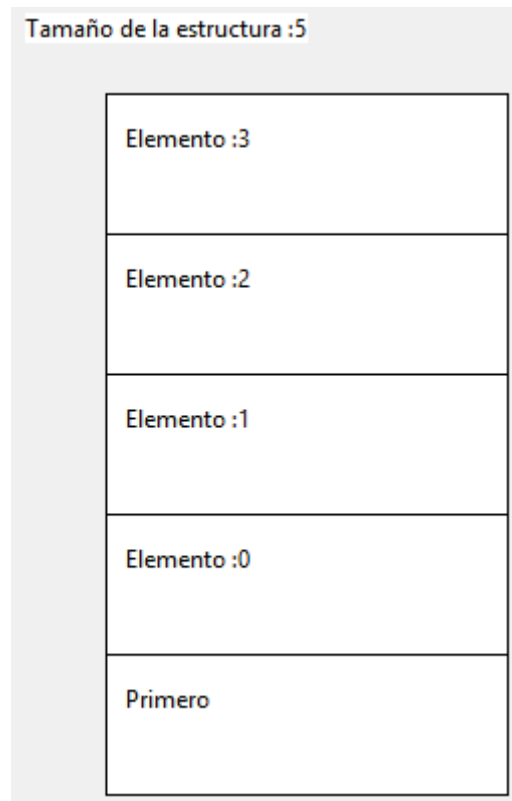 Tamaño de la estructura :5
Elemento :3
Elemento :2
Elemento :1
Elemento :0
Primero